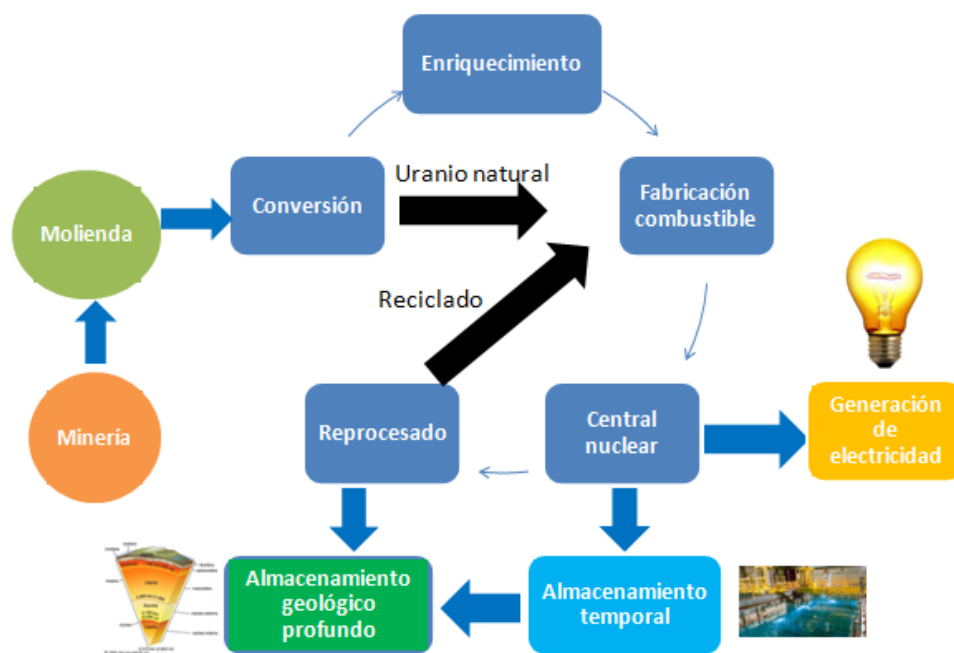 Enriquecimiento
Uranio natural
Conversión
Fabricación
combustible
Molienda
Reciclado
Minería
Reprocesado
Central
nuclear
Generación
de
electricidad
Almacenamiento
geológico
profundo
Almacenamiento
temporal